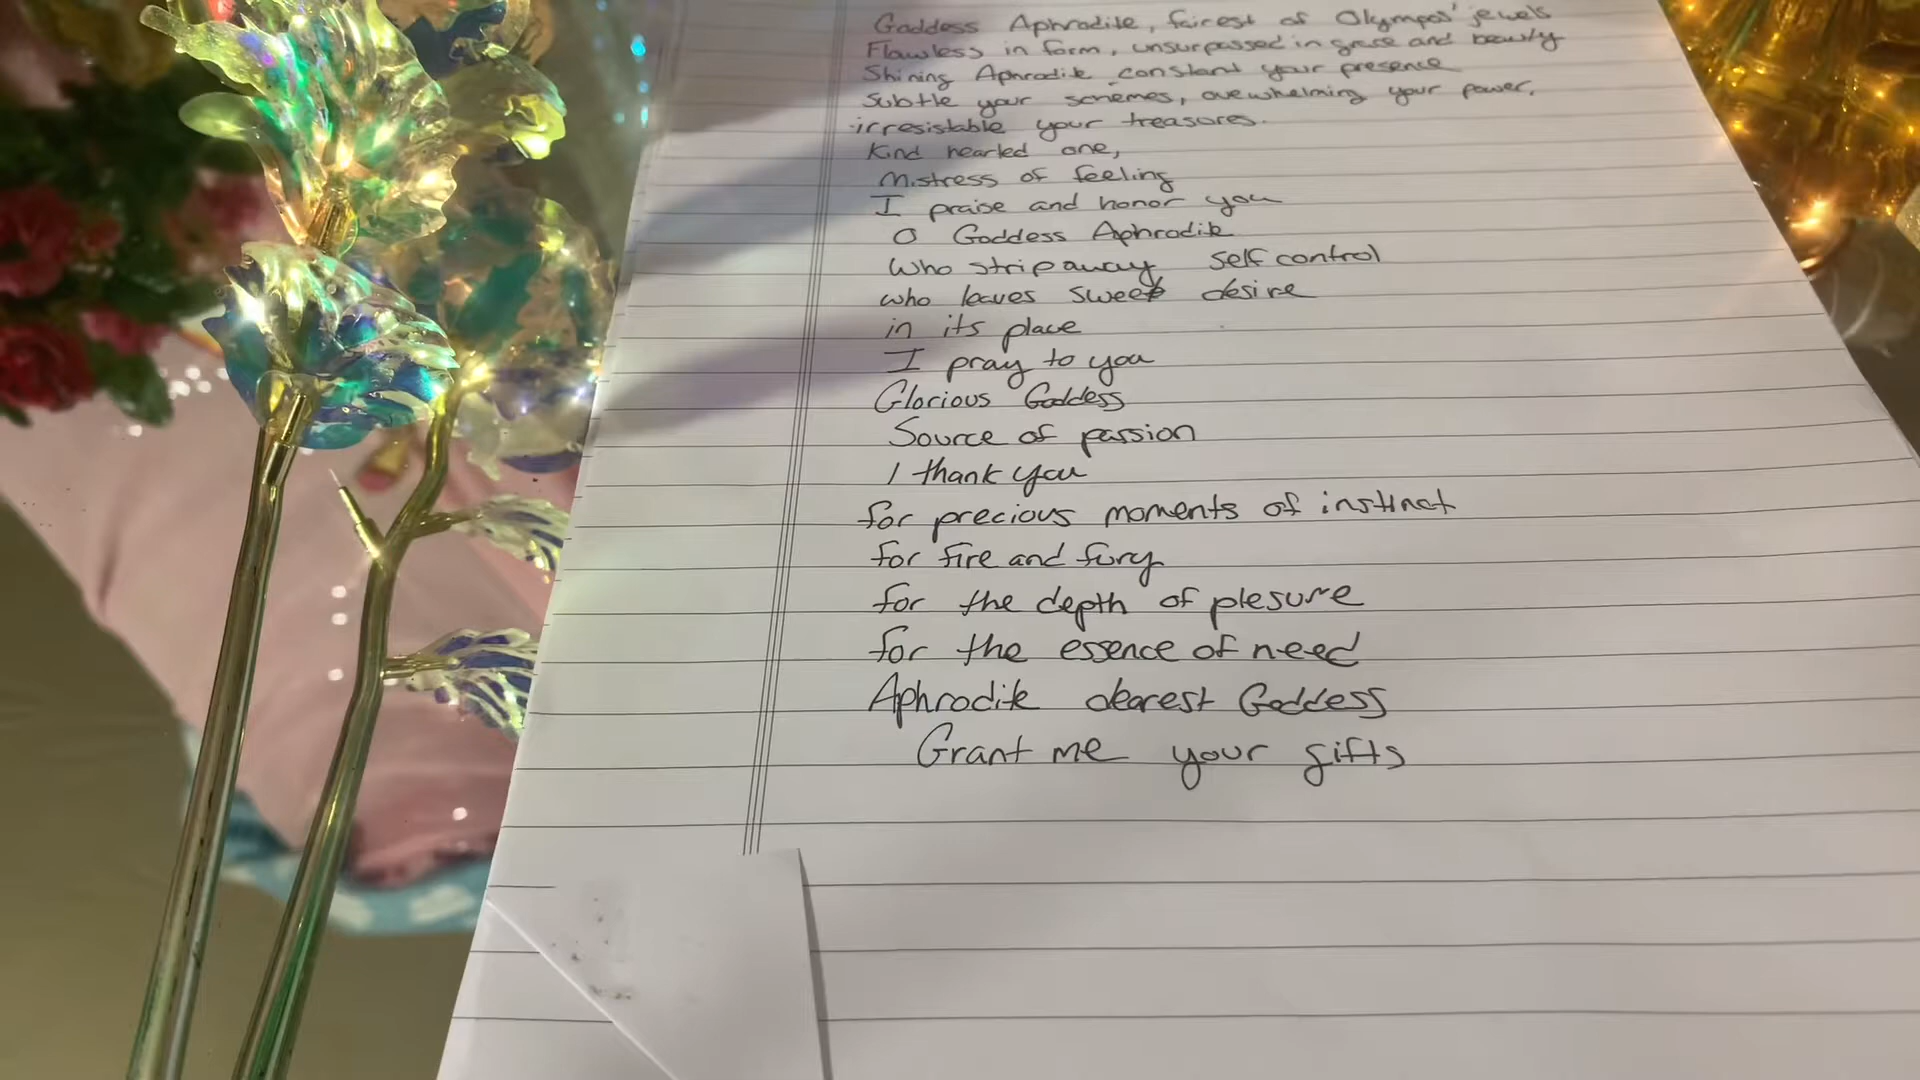 Goddess Aphrodite, fairest of Olympos' jewels
Flawless in form, unsurpassed in grace and beauty
Shining Aphrodite constant your presence
Subtle your schemes, overwhelming your power,
irresistable your treasures.
Kind hearted one,
Mistress of feeling
I praise and honor you
O Goddess Aphrodite
Who strip away self control
who leaves sweet desire
in its place
I pray to you
Glorious Goddess
Source of passion
I thank you
for precious moments of instinct
for fire and fury
for the depth of plesure
for the essence of need
Aphrodite dearest Goddess
Grant me your gifts